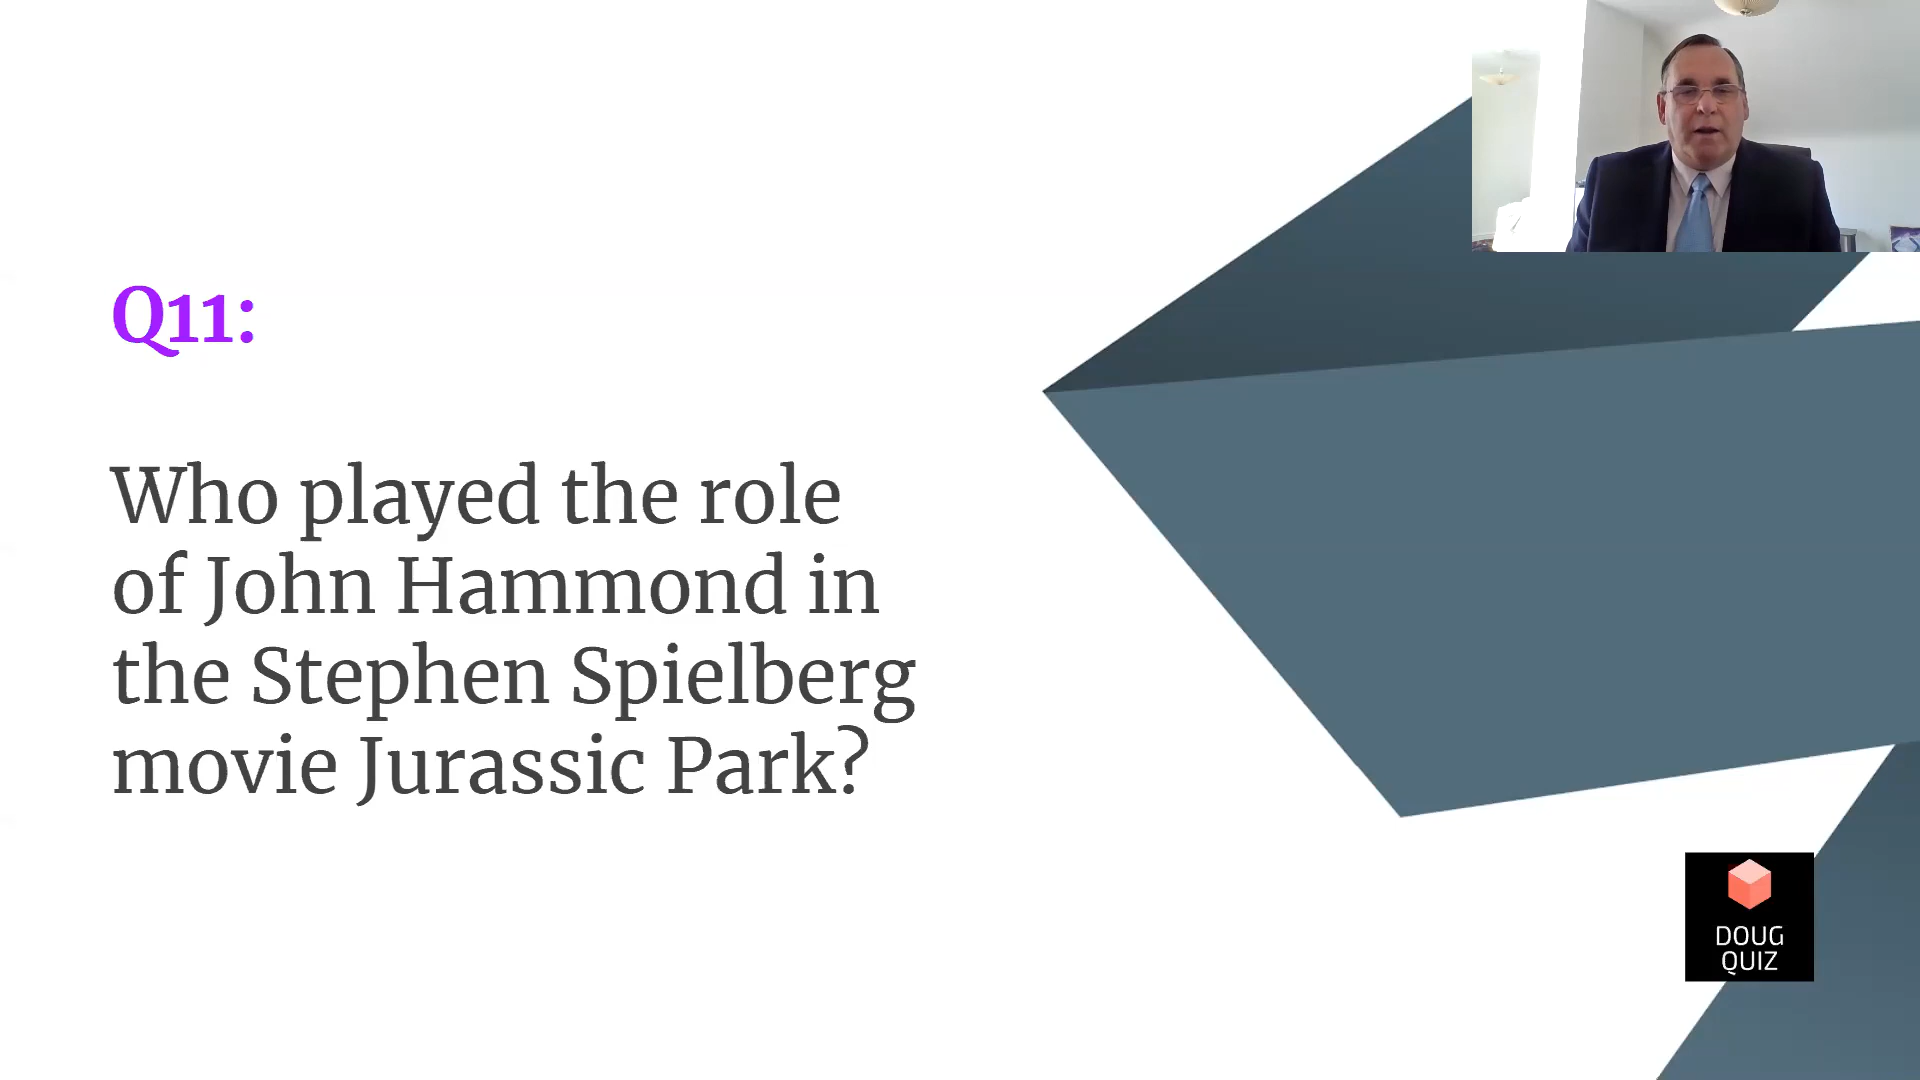 Q11:
Who played the role
of John Hammond in
the Stephen Spielberg
movie Jurassic Park?
DOUG
QUIZ